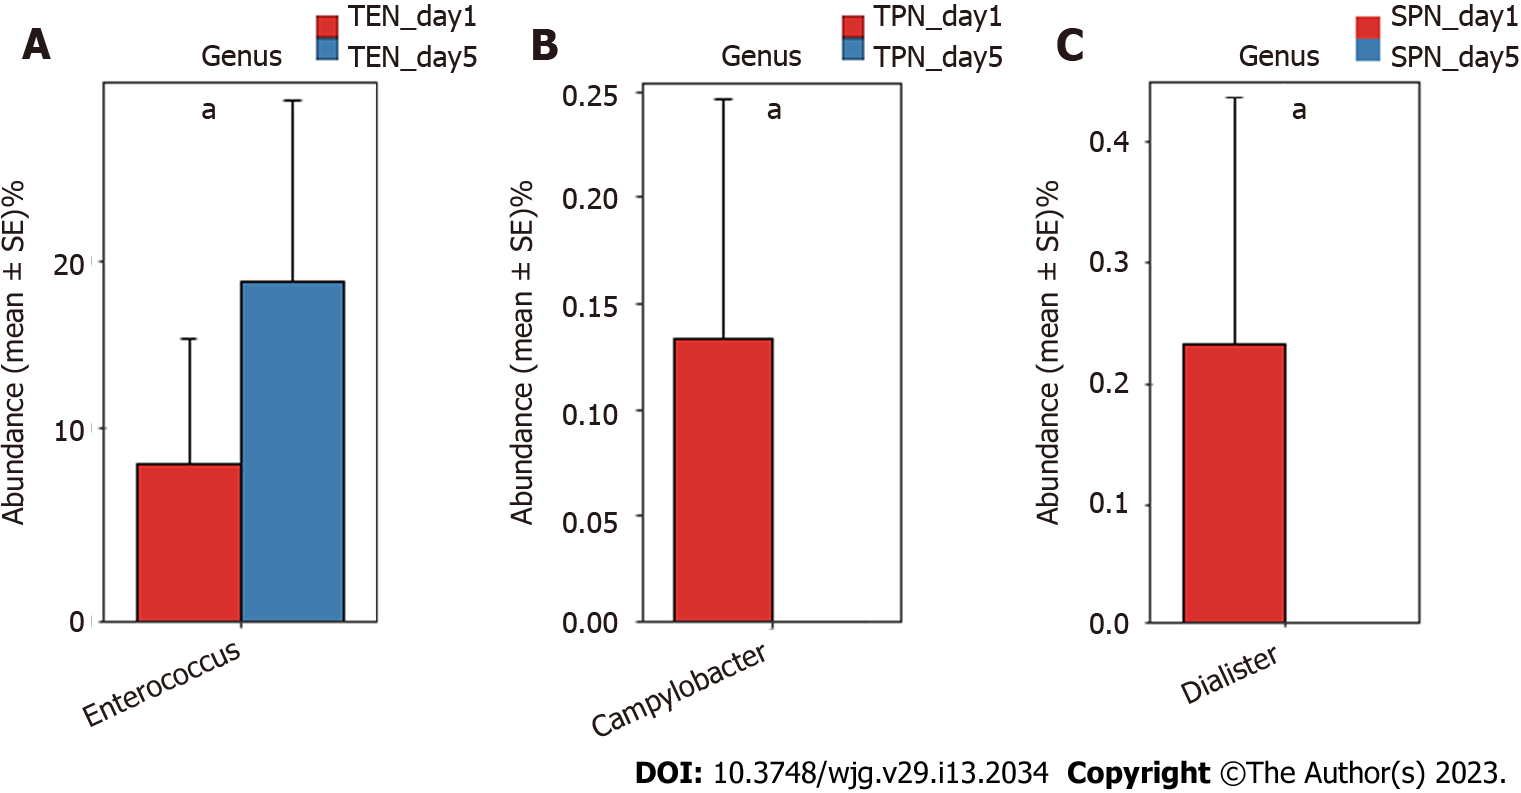 A
Genus
TEN_day1
TEN_day5
a
Abundance (mean ± SE)%
20
10
0
Enterococcus
B
Genus
TPN_day1
TPN_day5
a
Abundance (mean ± SE)%
0.25
0.20
0.15
0.10
0.05
0.00
Campylobacter
C
Genus
SPN_day1
SPN_day5
a
Abundance (mean ± SE)%
0.4
0.3
0.2
0.1
0.0
Dialister
DOI: 10.3748/wjg.v29.i13.2034 Copyright ©The Author(s) 2023.